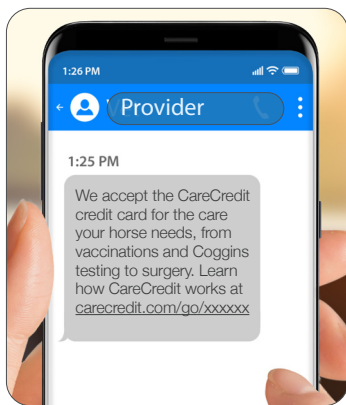 1:26 PM
Provider
1:25 PM
We accept the CareCredit
credit card for the care
your horse needs, from
vaccinations and Coggins
testing to surgery. Learn
how CareCredit works at
carecredit.com/go/xxxxxx